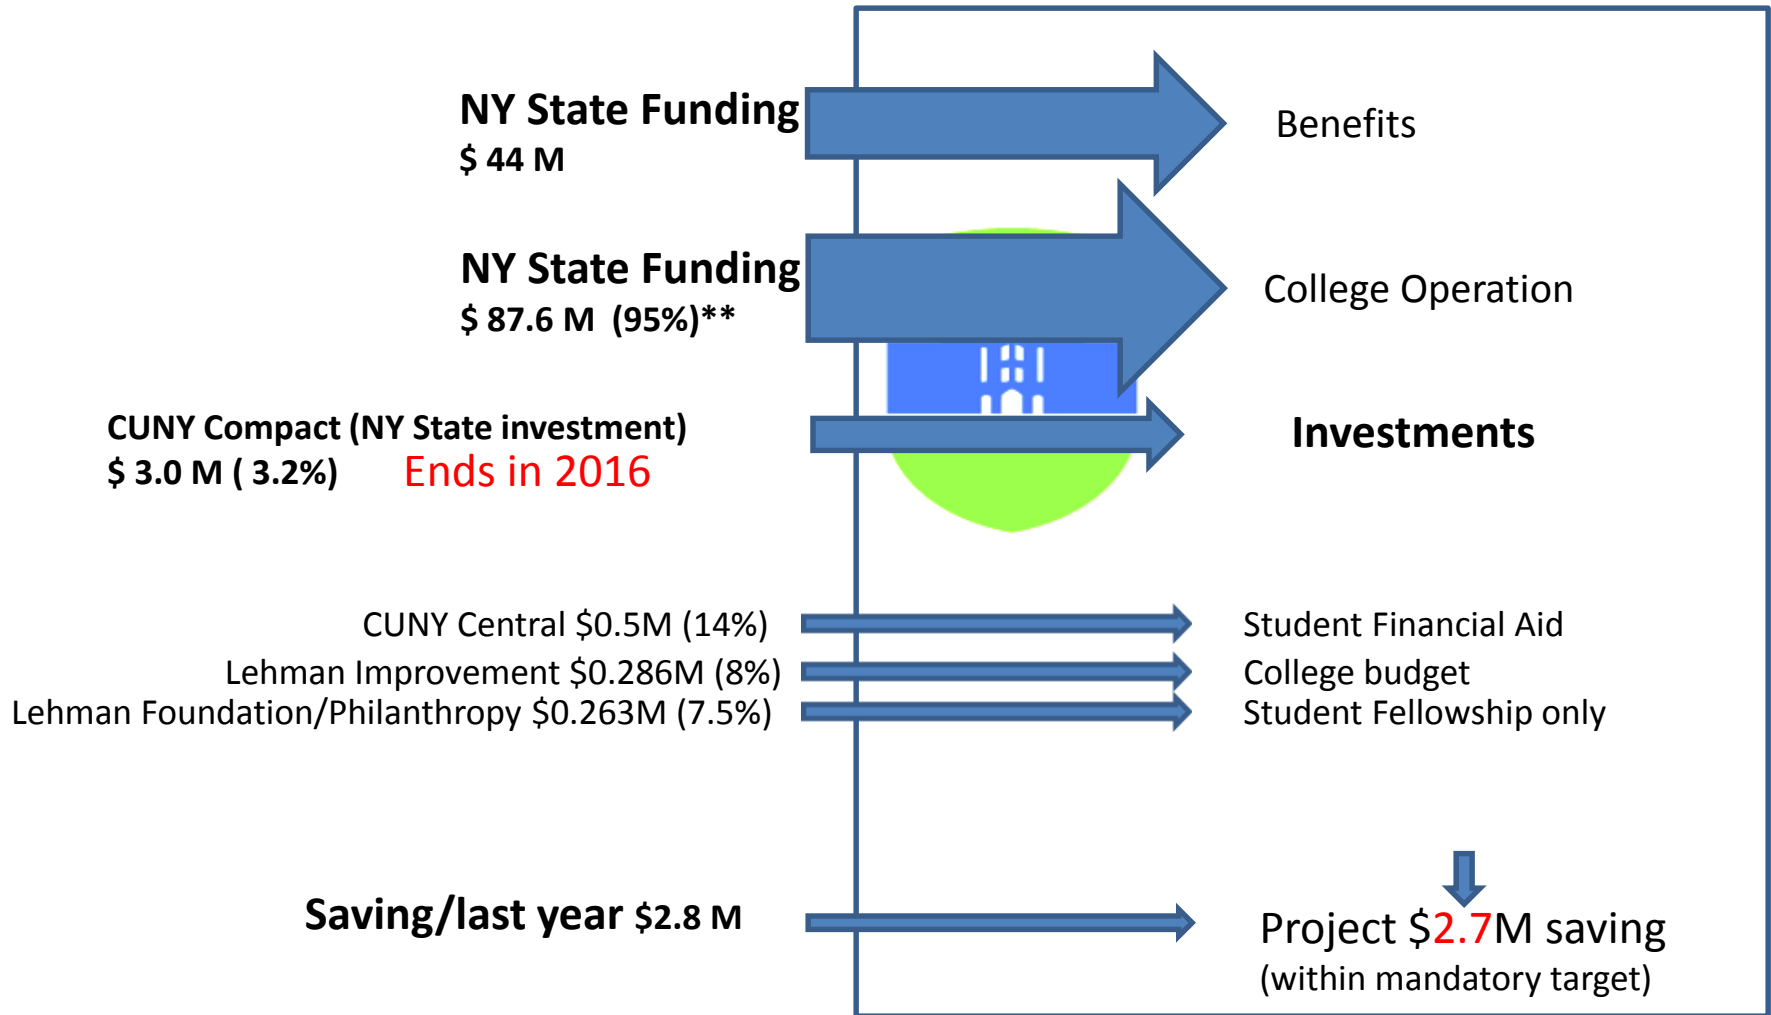 NY State Funding
$ 44 M
Benefits
NY State Funding
$ 87.6 M (95%)**
College Operation
CUNY Compact (NY State investment)
$ 3.0 M ( 3.2%) Ends in 2016
Investments
CUNY Central $0.5M (14%)
Student Financial Aid
Lehman Improvement $0.286M (8%)
College budget
Lehman Foundation/Philanthropy $0.263M (7.5%)
Student Fellowship only
Saving/last year $2.8 M
Project $2.7M saving
(within mandatory target)